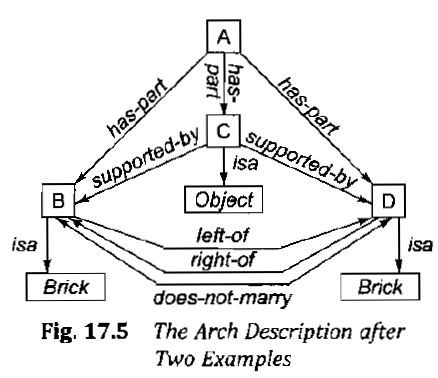 A
has-part
has-
part
has-part
C
supported-by
supported-by
isa
B
Object
D
left-of
isa
isa
right-of
Brick
Brick
does-not-marry
Fig. 17.5 The Arch Description after
Two Examples